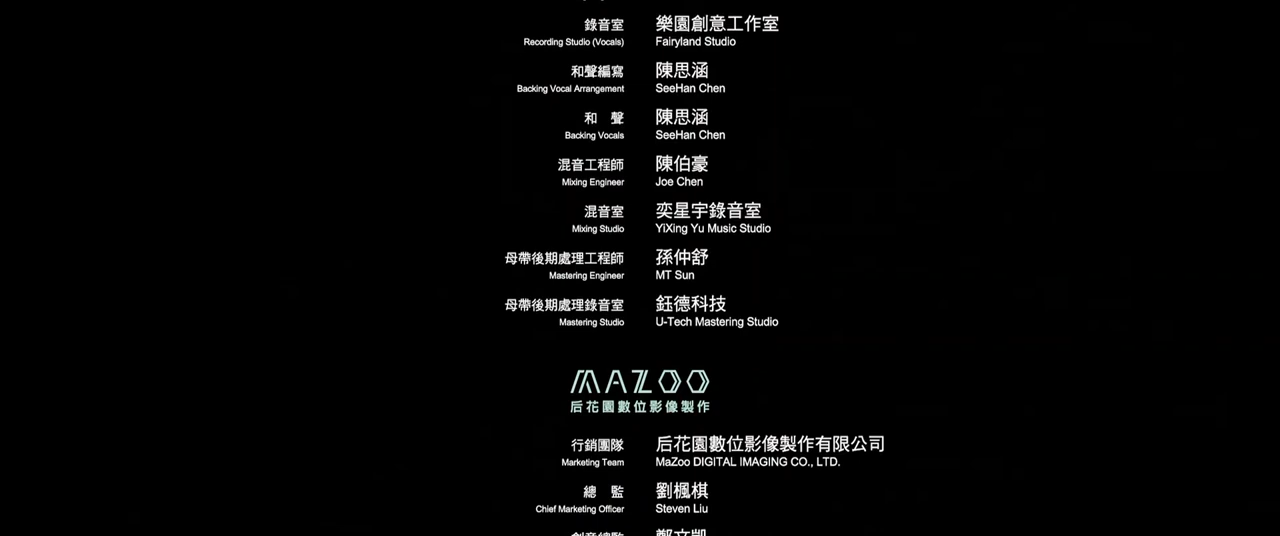 錄音室 樂園創意工作室
Recording Studio (Vocals) Fairyland Studio
和聲編寫 陳思涵
Backing Vocal Arrangement SeeHan Chen
和 聲 陳思涵
Backing Vocals SeeHan Chen
混音工程師 陳伯豪
Mixing Engineer Joe Chen
混音室 奕星宇錄音室
Mixing Studio YiXing Yu Music Studio
母帶後期處理工程師 孫仲舒
Mastering Engineer MT Sun
母帶後期處理錄音室 鈺德科技
Mastering Studio U-Tech Mastering Studio
MAZOO
后花園數位影像製作
行銷團隊 后花園數位影像製作有限公司
Marketing Team MaZoo DIGITAL IMAGING CO., LTD.
總 監 劉楓棋
Chief Marketing Officer Steven Liu
創意總監 鄭文凱